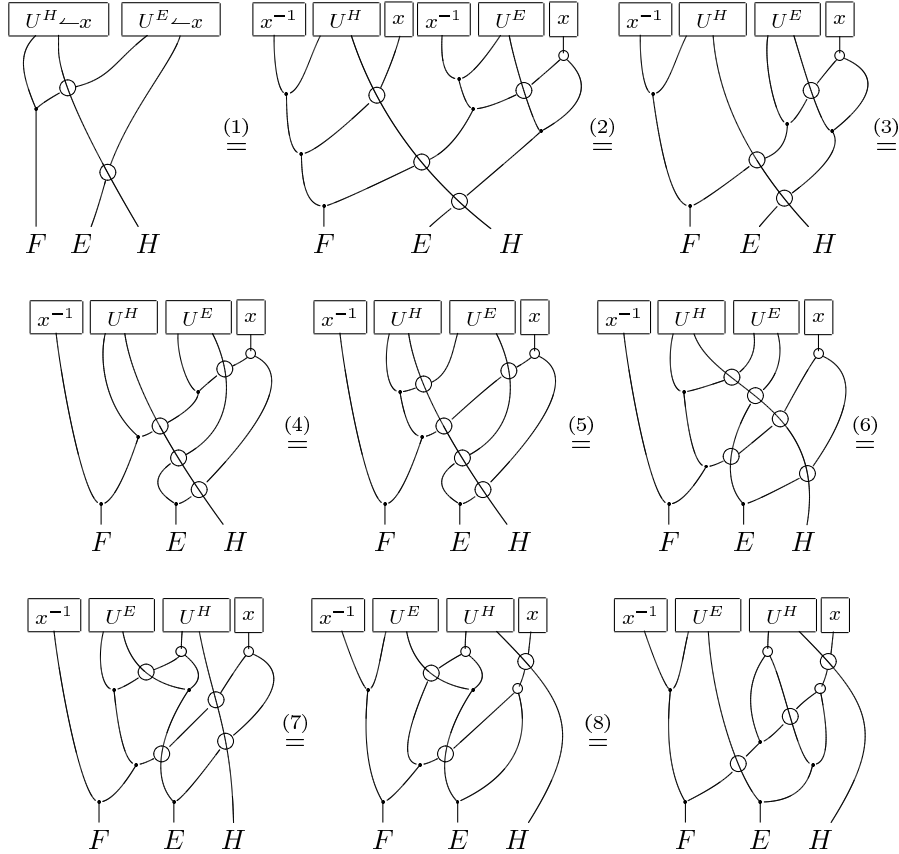 U^H↼x U^E↼x x^{-1} U^H x x^{-1} U^E x x^{-1} U^H U^E x
(1) = (2) = (3) =
F E H F E H F E H
x^{-1} U^H U^E x x^{-1} U^H U^E x x^{-1} U^H U^E x
(4) = (5) = (6) =
F E H F E H F E H
x^{-1} U^E U^H x x^{-1} U^E U^H x x^{-1} U^E U^H x
(7) = (8) =
F E H F E H F E H